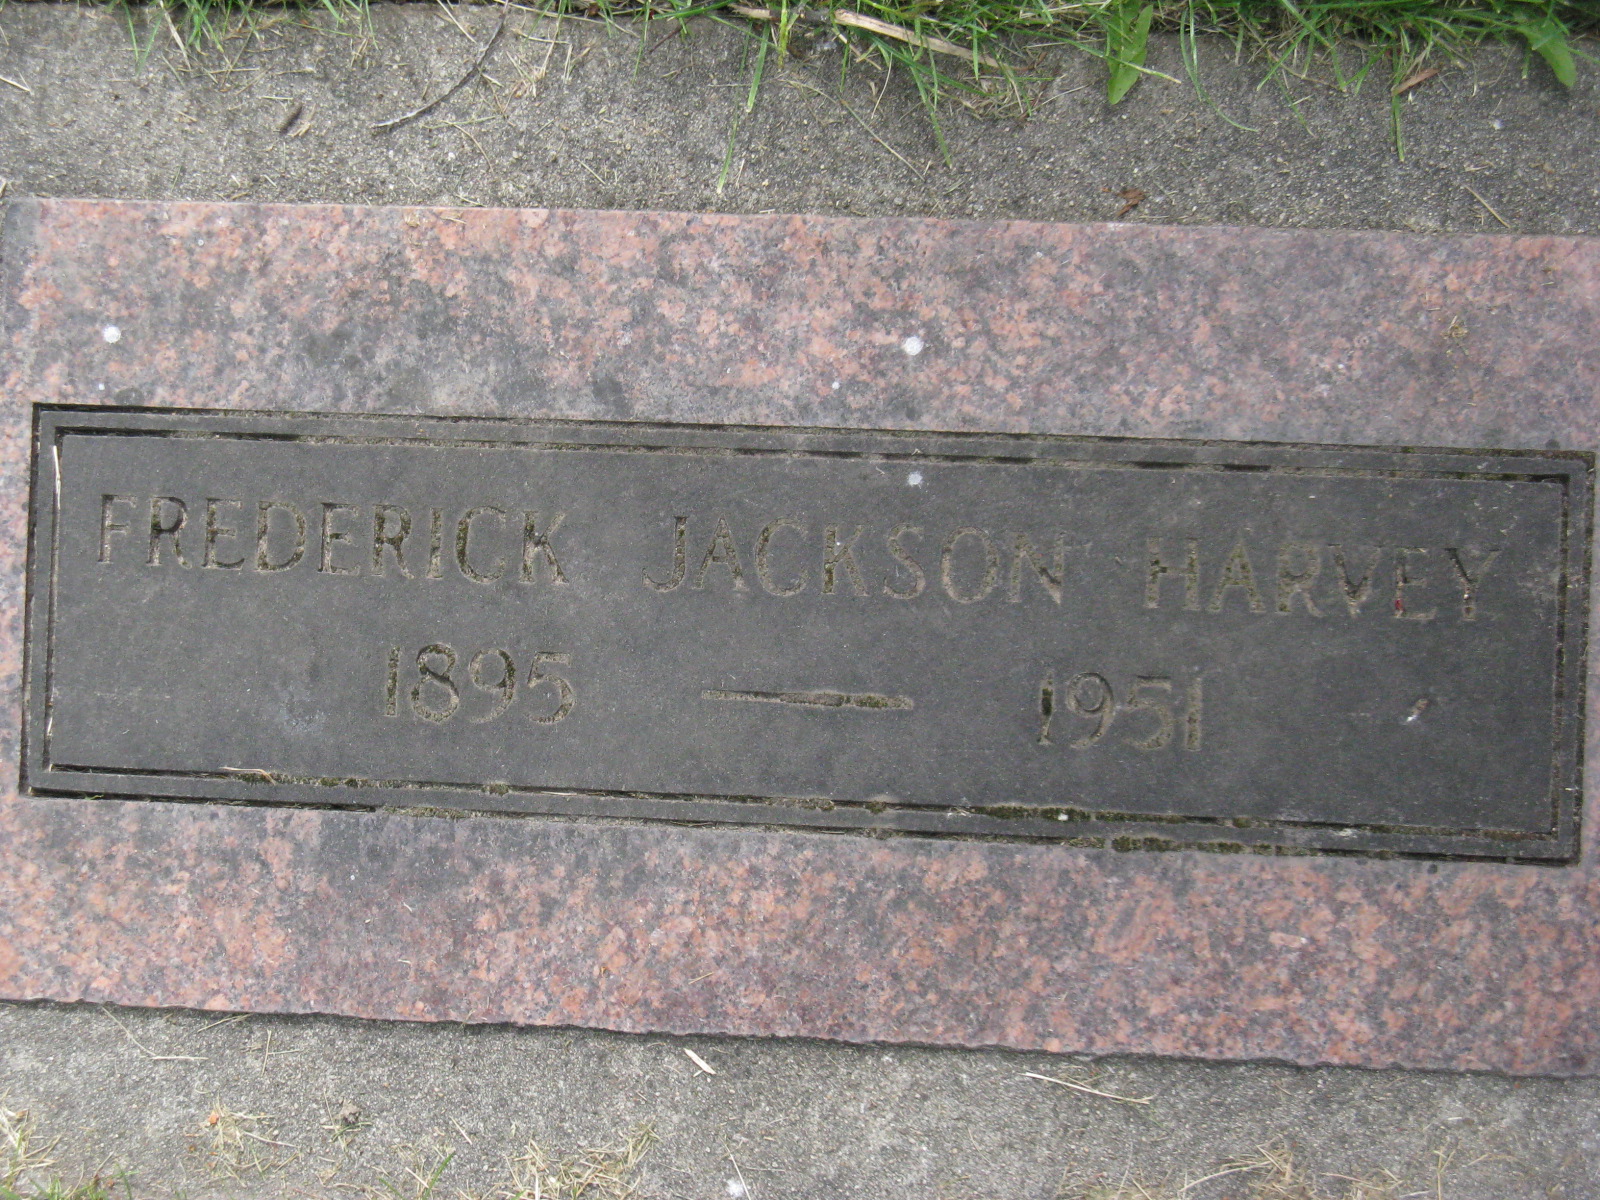 FREDERICK JACKSON HARVEY
1895 — 1951